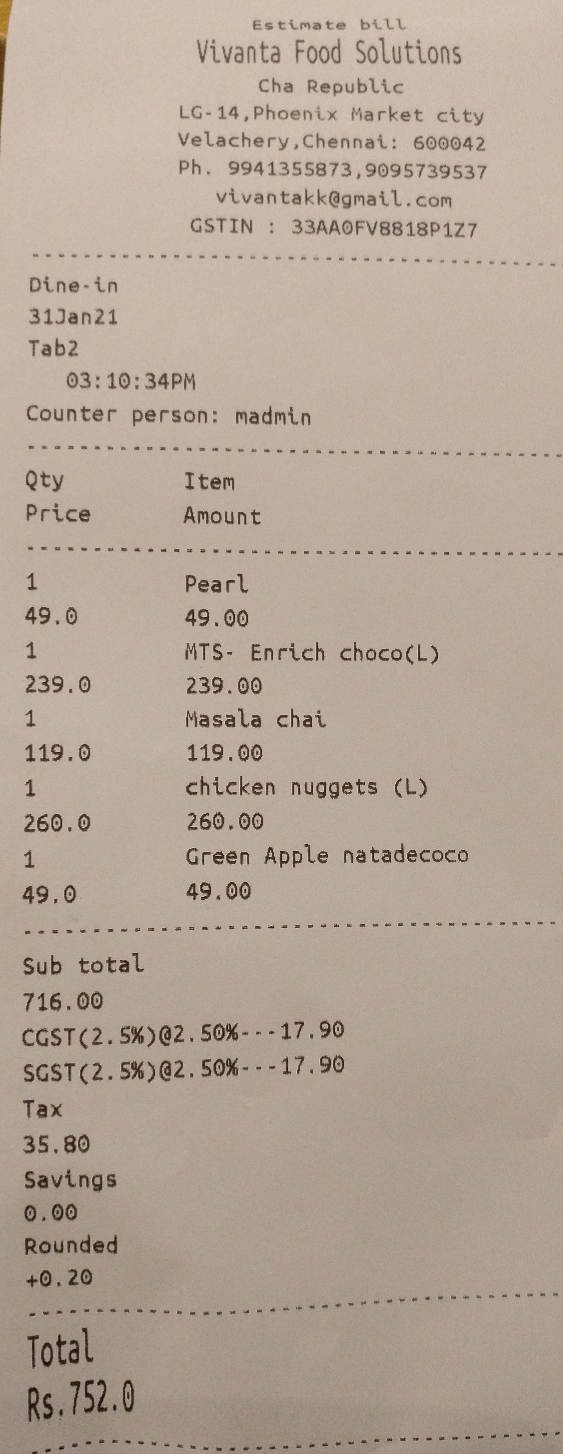 Estimate bill
Vivanta Food Solutions
Cha Republic
LG-14,Phoenix Market city
Velachery,Chennai: 600042
Ph. 9941355873,9095739537
vivantakk@gmail.com
GSTIN : 33AA0FV8818P1Z7
Dine-in
31Jan21
Tab2
03:10:34PM
Counter person: madmin
Qty Item
Price Amount
1 Pearl
49.0 49.00
1 MTS- Enrich choco(L)
239.0 239.00
1 Masala chai
119.0 119.00
1 chicken nuggets (L)
260.0 260.00
1 Green Apple natadecoco
49.0 49.00
Sub total
716.00
CGST(2.5%)@2.50%---17.90
SGST(2.5%)@2.50%---17.90
Tax
35.80
Savings
0.00
Rounded
+0.20
Total
Rs.752.0